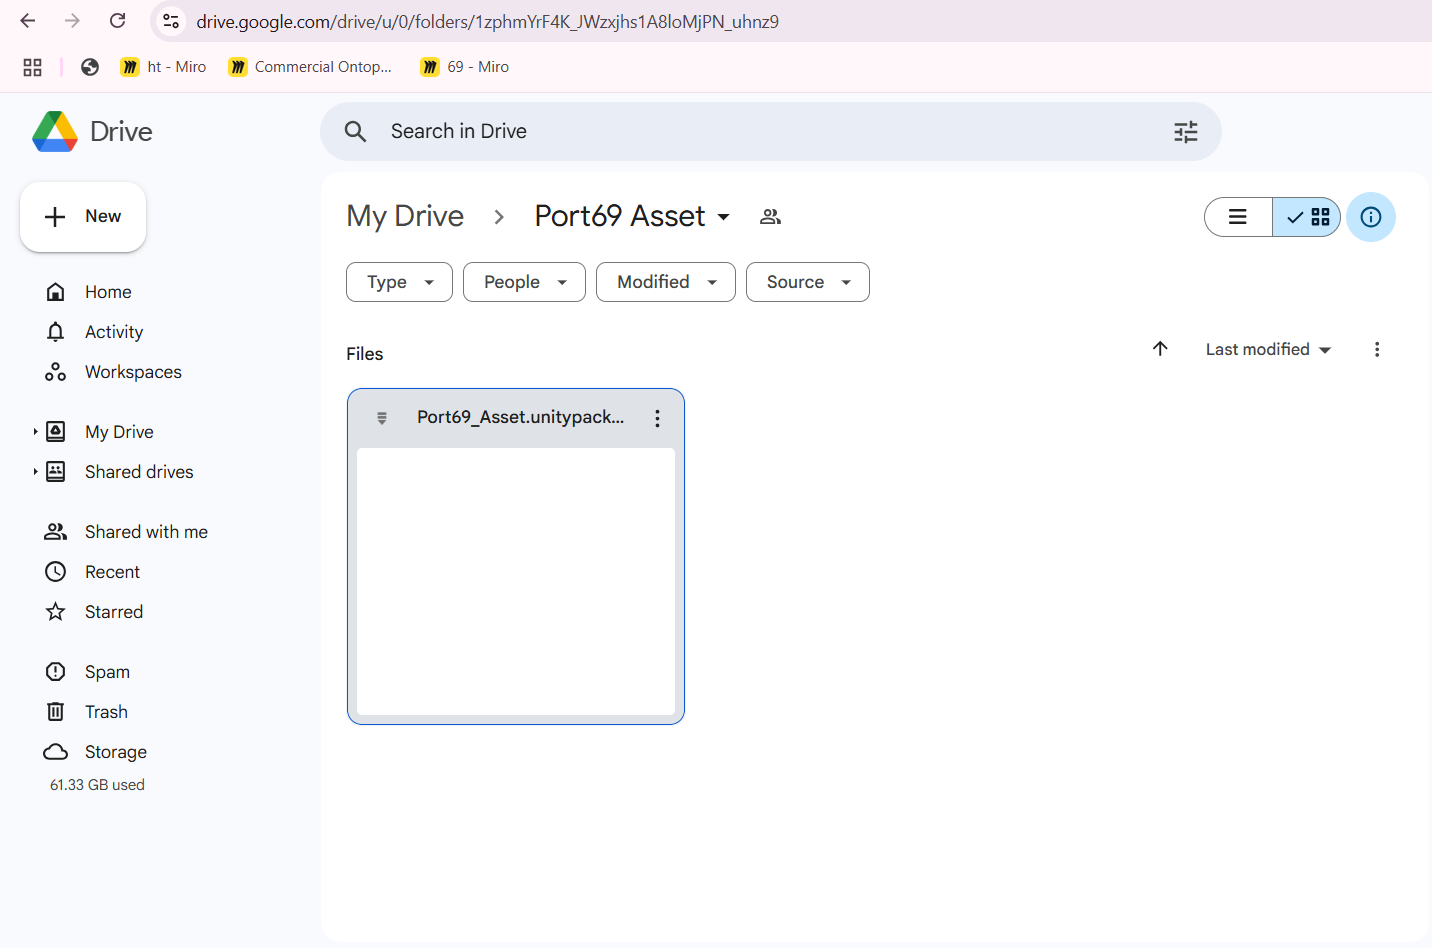 drive.google.com/drive/u/0/folders/1zphmYrF4K_JWzxjhs1A8loMjPN_uhnz9
ht - Miro
Commercial Ontop...
69 - Miro
Drive
Search in Drive
New
My Drive
Port69 Asset
Type
People
Modified
Source
Home
Activity
Workspaces
My Drive
Shared drives
Shared with me
Recent
Starred
Spam
Trash
Storage
61.33 GB used
Files
Last modified
Port69_Asset.unitypack...